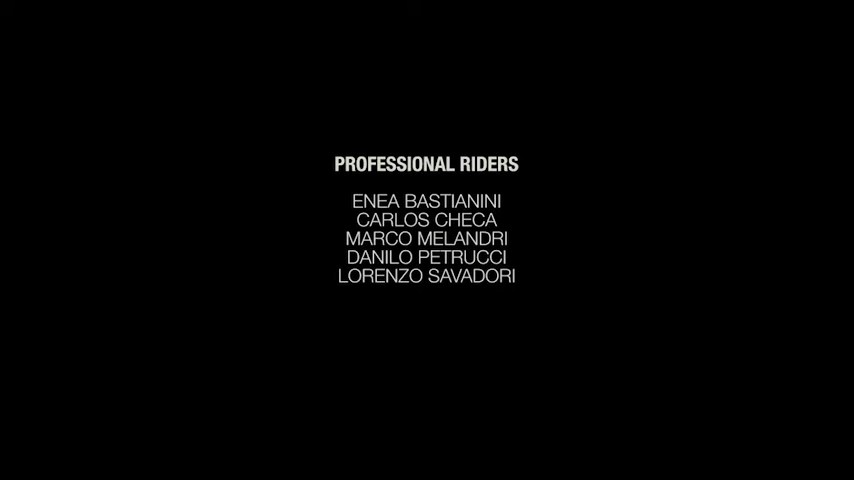 PROFESSIONAL RIDERS
ENEA BASTIANINI
CARLOS CHECA
MARCO MELANDRI
DANILO PETRUCCI
LORENZO SAVADORI